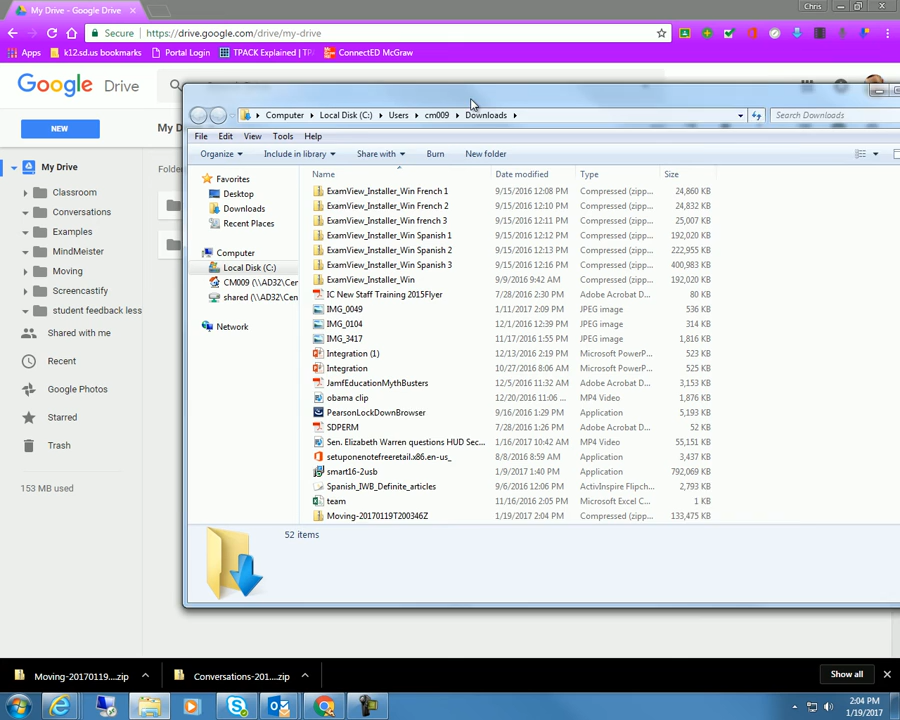 My Drive - Google Drive
Chris
Secure
https://drive.google.com/drive/my-drive
Apps
k12.sd.us bookmarks
Portal Login
TPACK Explained | TP
ConnectED McGraw
Google Drive
NEW
My D
Folde
My Drive
Classroom
Conversations
Examples
MindMeister
Moving
Screencastify
student feedback less
Shared with me
Recent
Google Photos
Starred
Trash
153 MB used
Computer
Local Disk (C:)
Users
cm009
Downloads
Search Downloads
File Edit View Tools Help
Organize
Include in library
Share with
Burn
New folder
Favorites
Desktop
Downloads
Recent Places
Computer
Local Disk (C:)
CM009 (\\AD32\Cen
shared (\\AD32\Cen
Network
Name Date modified Type Size
ExamView_Installer_Win French 1 9/15/2016 12:08 PM Compressed (zipp... 24,860 KB
ExamView_Installer_Win French 2 9/15/2016 12:10 PM Compressed (zipp... 24,832 KB
ExamView_Installer_Win french 3 9/15/2016 12:11 PM Compressed (zipp... 25,007 KB
ExamView_Installer_Win Spanish 1 9/15/2016 12:12 PM Compressed (zipp... 192,020 KB
ExamView_Installer_Win Spanish 2 9/15/2016 12:13 PM Compressed (zipp... 222,955 KB
ExamView_Installer_Win Spanish 3 9/15/2016 12:16 PM Compressed (zipp... 400,983 KB
ExamView_Installer_Win 9/9/2016 9:42 AM Compressed (zipp... 192,020 KB
IC New Staff Training 2015Flyer 7/28/2016 2:30 PM Adobe Acrobat D... 80 KB
IMG_0049 1/11/2017 2:09 PM JPEG image 536 KB
IMG_0104 12/1/2016 12:39 PM JPEG image 314 KB
IMG_3417 11/17/2016 1:55 PM JPEG image 1,816 KB
Integration (1) 12/13/2016 2:19 PM Microsoft PowerP... 523 KB
Integration 10/27/2016 8:06 AM Microsoft PowerP... 525 KB
JamfEducationMythBusters 12/5/2016 11:32 AM Adobe Acrobat D... 3,153 KB
obama clip 12/20/2016 11:06 ... MP4 Video 1,876 KB
PearsonLockDownBrowser 9/16/2016 1:29 PM Application 5,193 KB
SDPERM 7/28/2016 1:26 PM Adobe Acrobat D... 52 KB
Sen. Elizabeth Warren questions HUD Sec... 1/16/2017 10:42 AM MP4 Video 55,151 KB
setuponenotefreeretail.x86.en-us_ 8/8/2016 8:59 AM Application 3,437 KB
smart16-2usb 1/9/2017 1:40 PM Application 792,069 KB
Spanish_IWB_Definite_articles 9/6/2016 12:06 PM ActivInspire Flipch... 2,793 KB
team 11/16/2016 2:05 PM Microsoft Excel C... 1 KB
Moving-20170119T200346Z 1/19/2017 2:04 PM Compressed (zipp... 133,475 KB
52 items
Moving-20170119....zip
Conversations-201....zip
Show all
2:04 PM
1/19/2017